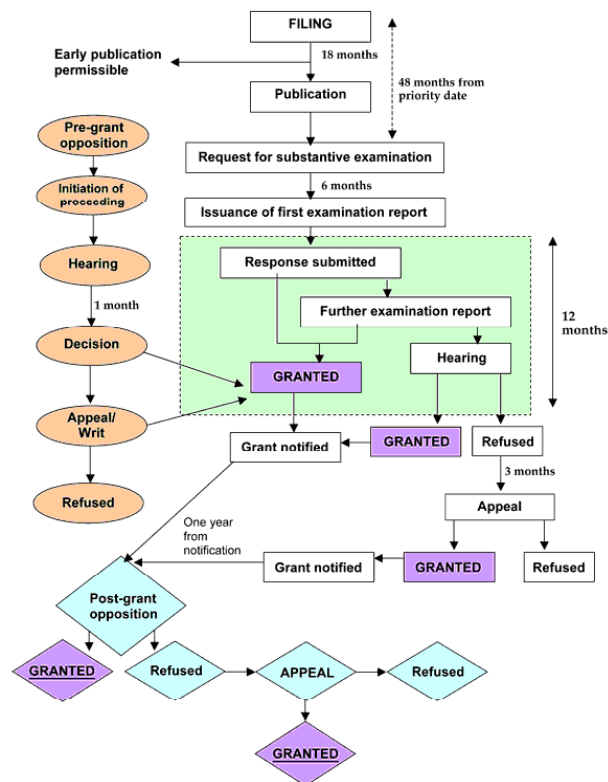 FILING
18 months
Early publication
permissible
48 months from
priority date
Publication
Pre-grant
opposition
Request for substantive examination
6 months
Initiation of
proceeding
Issuance of first examination report
Response submitted
Hearing
Further examination report
1 month
12
months
Decision
Hearing
GRANTED
Appeal/
Writ
Grant notified
GRANTED
Refused
3 months
Refused
Appeal
One year
from
notification
Grant notified
GRANTED
Refused
Post-grant
opposition
GRANTED
Refused
APPEAL
Refused
GRANTED